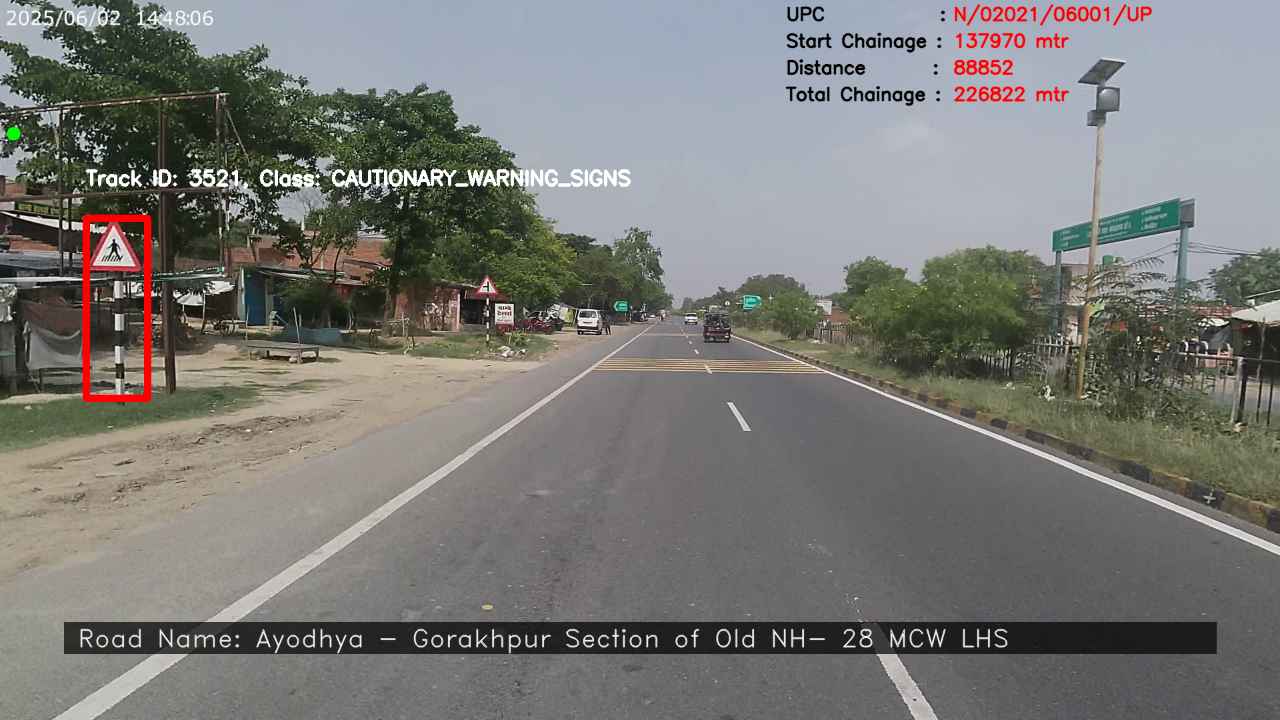 2025/06/02 14:48:06
UPC : N/02021/06001/UP
Start Chainage : 137970 mtr
Distance : 88852
Total Chainage : 226822 mtr
Track ID: 3521, Class: CAUTIONARY_WARNING_SIGNS
Road Name: Ayodhya - Gorakhpur Section of Old NH- 28 MCW LHS